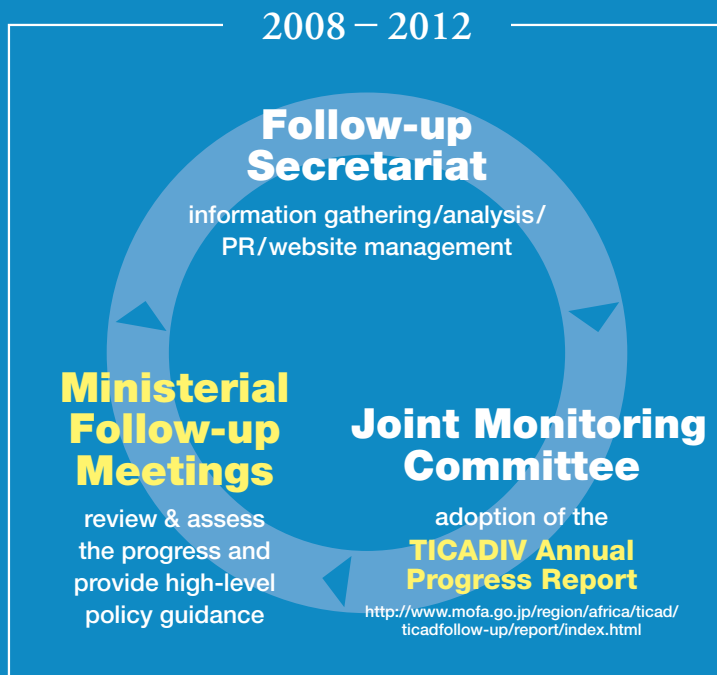 2008 – 2012
Follow-up
Secretariat
information gathering/analysis/
PR/website management
Ministerial
Follow-up
Meetings
review & assess
the progress and
provide high-level
policy guidance
Joint Monitoring
Committee
adoption of the
TICADIV Annual
Progress Report
http://www.mofa.go.jp/region/africa/ticad/
ticadfollow-up/report/index.html